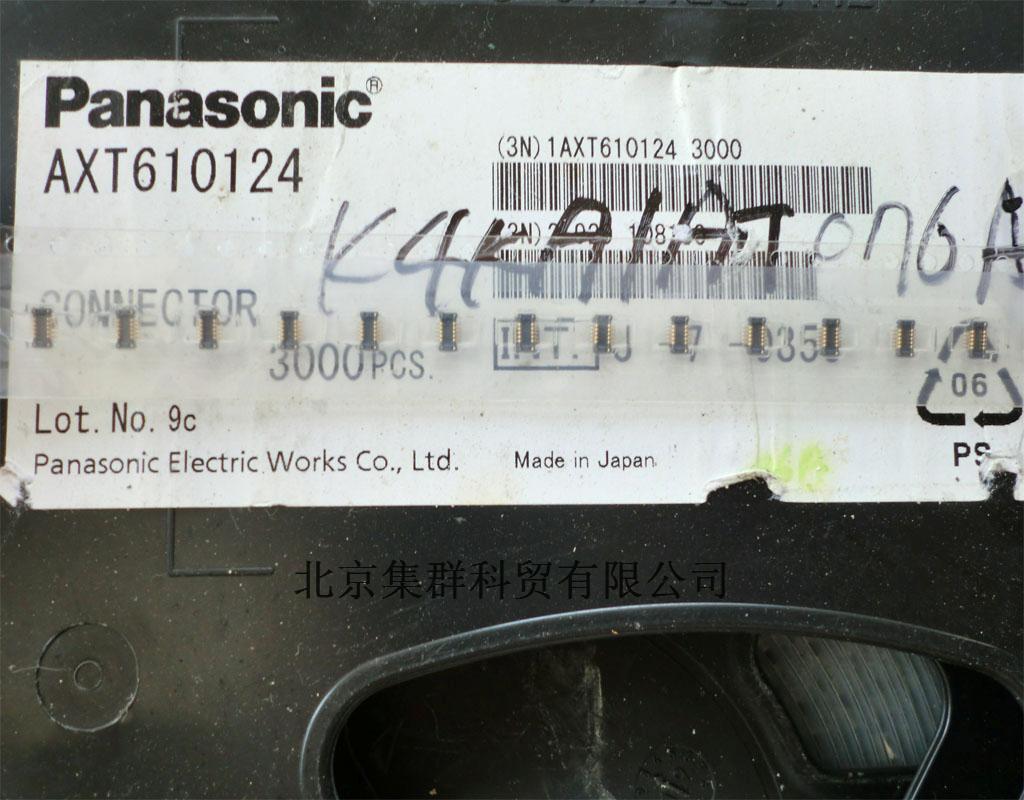 Panasonic®
AXT610124
(3N)1AXT610124 3000
CONNECTOR
3000PCS.
06
Lot. No. 9c
Panasonic Electric Works Co., Ltd.
Made in Japan
PS
北京集群科贸有限公司